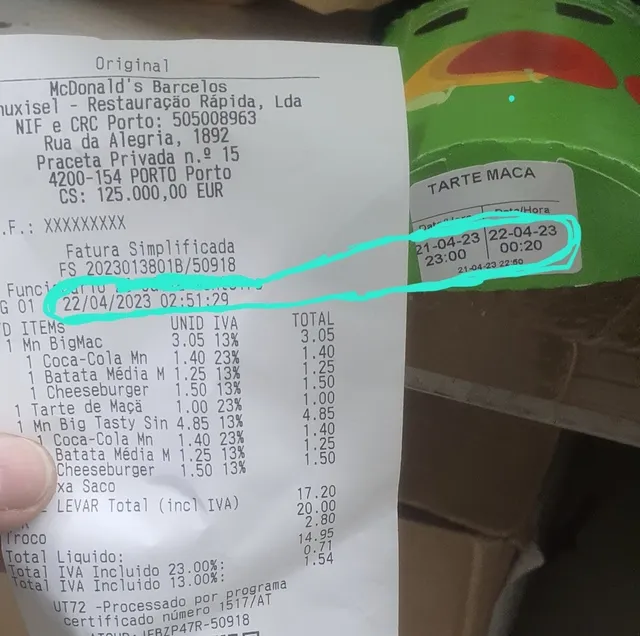 Original
McDonald's Barcelos
nuxisel - Restauração Rápida, Lda
NIF e CRC Porto: 505008963
Rua da Alegria, 1892
Praceta Privada n.º 15
4200-154 PORTO Porto
CS: 125.000,00 EUR
.F.: XXXXXXXXX
Fatura Simplificada
FS 2023013801B/50918
G 01 22/04/2023 02:51:29
D ITEMS UNID IVA TOTAL
1 Mn BigMac 3.05 13% 3.05
1 Coca-Cola Mn 1.40 23% 1.40
1 Batata Média M 1.25 13% 1.25
1 Cheeseburger 1.50 13% 1.50
1 Tarte de Maçã 1.00 23% 1.00
1 Mn Big Tasty Sin 4.85 13% 4.85
1 Coca-Cola Mn 1.40 23% 1.40
Batata Média M 1.25 13% 1.25
Cheeseburger 1.50 13% 1.50
xa Saco
LEVAR Total (incl IVA) 17.20
20.00
Troco 2.80
Total Liquido: 14.95
Total IVA Incluido 23.00%: 0.71
Total IVA Incluido 13.00%: 1.54
UT72 -Processado por programa
certificado número 1517/AT
JEBZP47R-50918
TARTE MACA
Data/Hora Data/Hora
21-04-23 22-04-23
23:00 00:20
21-04-23 22:50